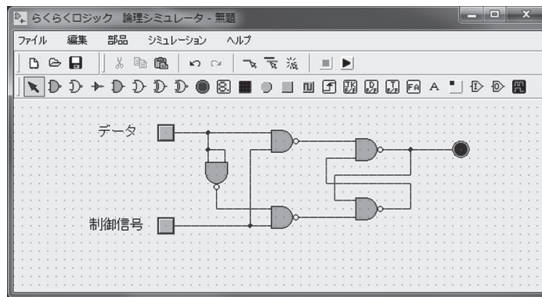 らくらくロジック 論理シミュレータ - 無題
ファイル 編集 部品 シミュレーション ヘルプ
JK D T FA A
データ
制御信号